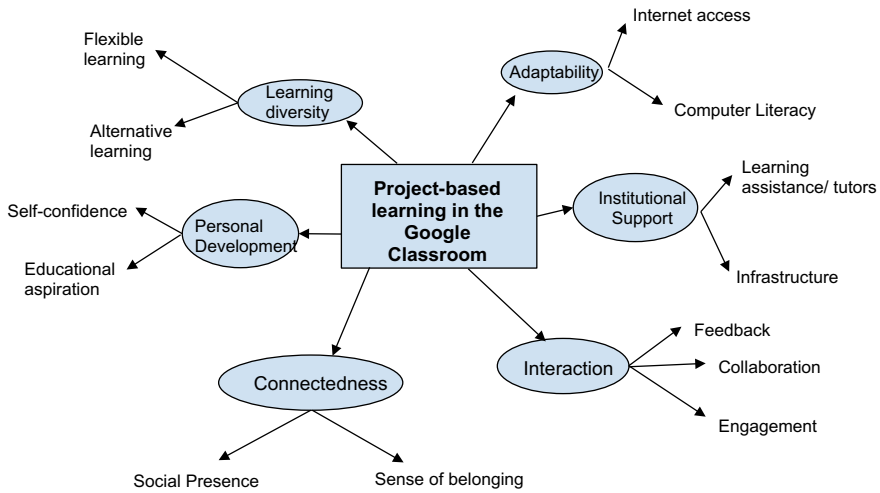 Internet access
Flexible
learning
Adaptability
Learning
diversity
Computer Literacy
Alternative
learning
Project-based
learning in the
Google
Classroom
Learning
assistance/ tutors
Institutional
Support
Self-confidence
Personal
Development
Educational
aspiration
Infrastructure
Feedback
Interaction
Collaboration
Connectedness
Engagement
Social Presence
Sense of belonging